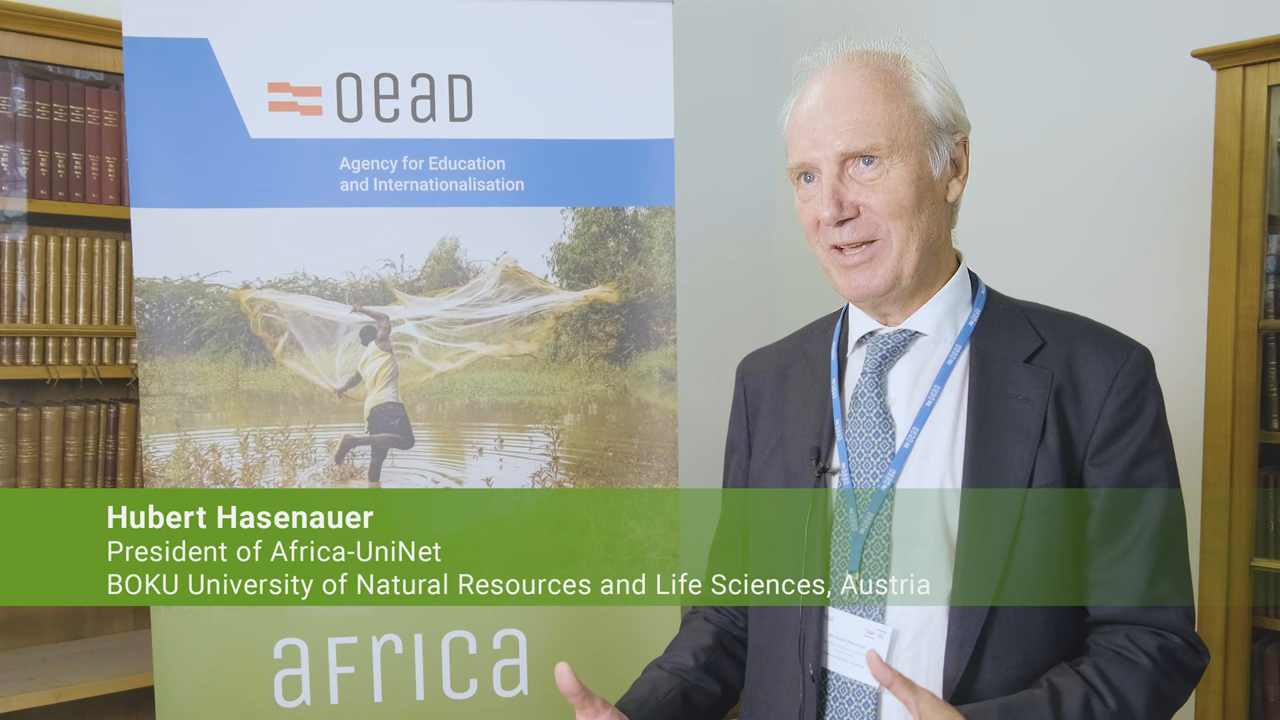 OEAD
Agency for Education
and Internationalisation
Hubert Hasenauer
President of Africa-UniNet
BOKU University of Natural Resources and Life Sciences, Austria
AFRICA